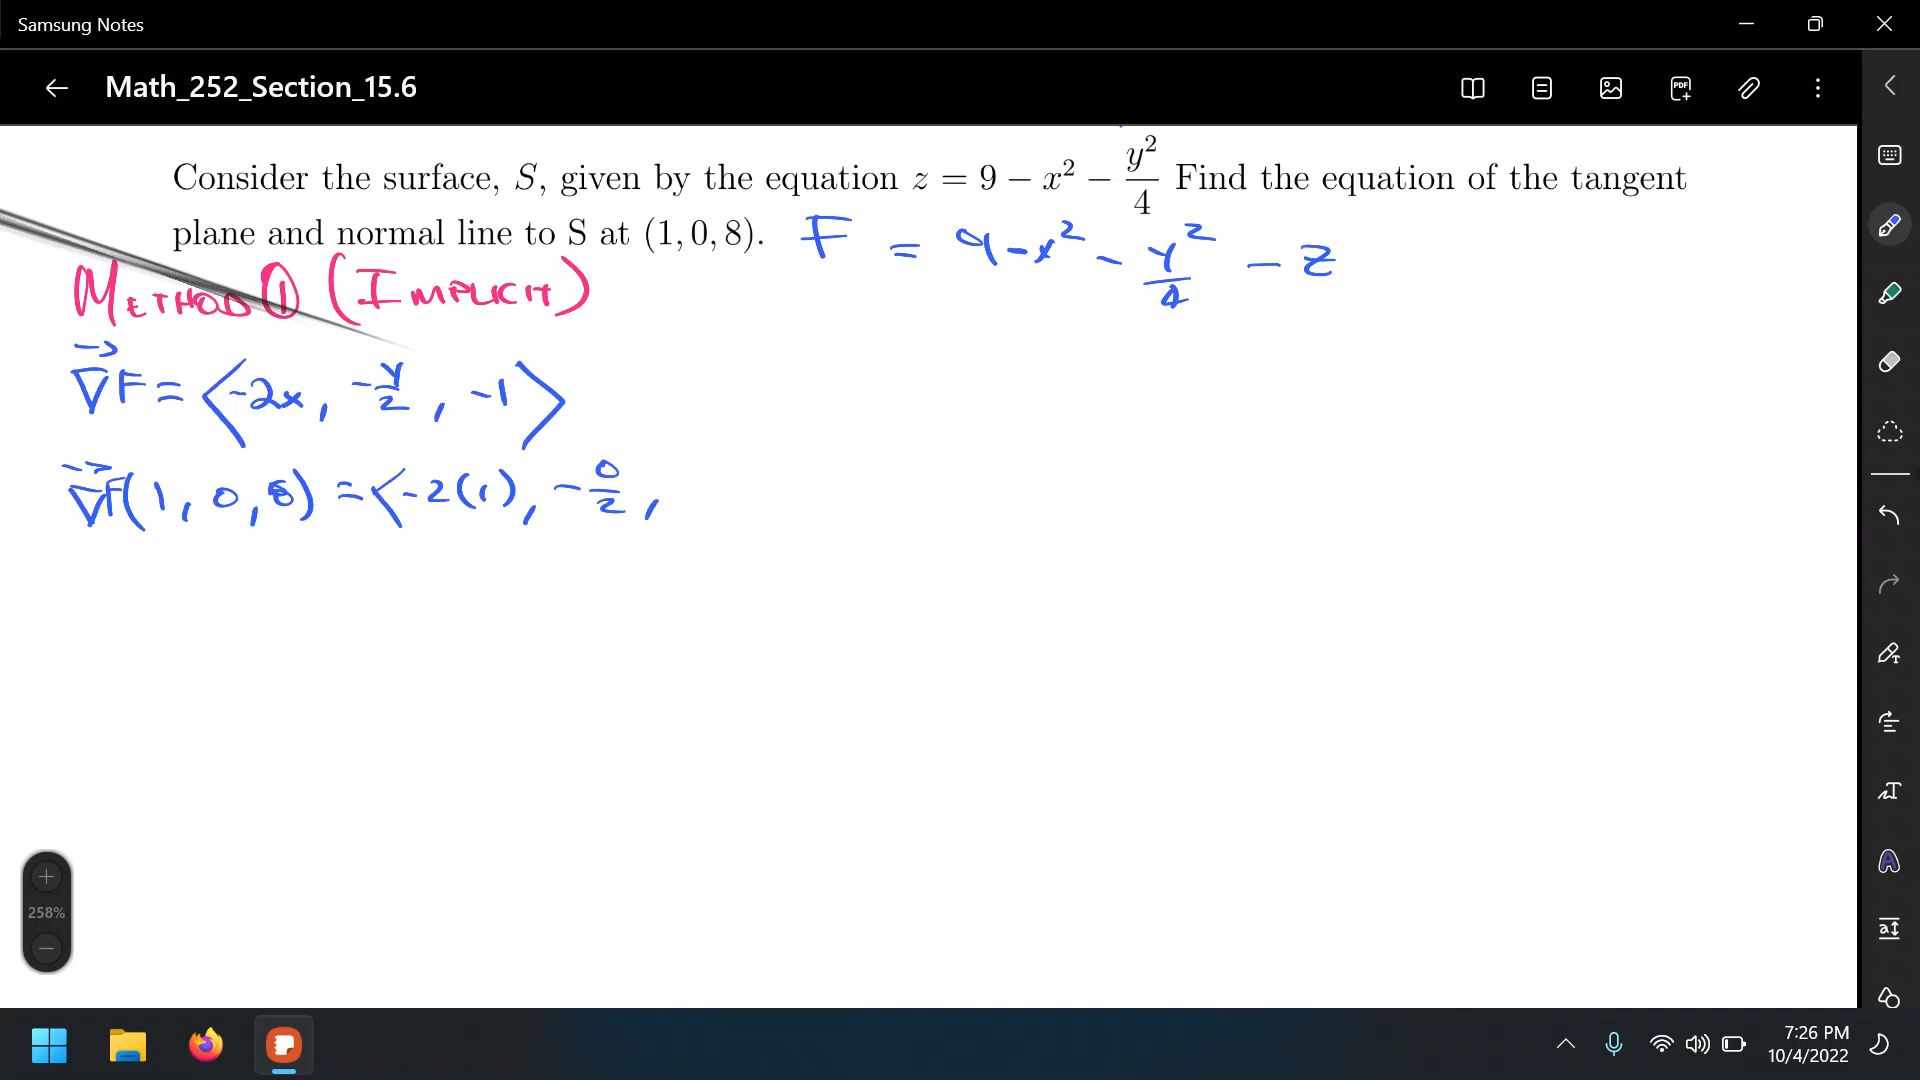 Samsung Notes
Math_252_Section_15.6
Consider the surface, S, given by the equation z = 9 − x² − y²/4 Find the equation of the tangent
plane and normal line to S at (1, 0, 8). F = 9 - x² - y²/4 - z
METHOD ① (IMPLICIT)
∇⃗F = ⟨-2x, -y/2, -1⟩
∇⃗F(1, 0, 8) = ⟨-2(1), -0/2,
258%
7:26 PM
10/4/2022